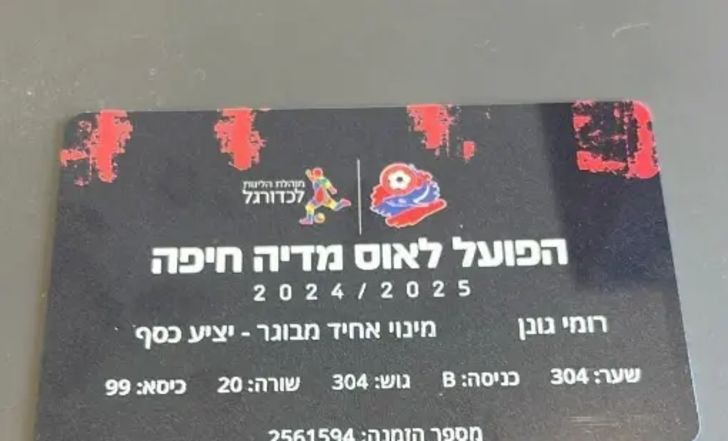 מנהלת הליגות
לכדורגל
הפועל לאוס מדיה חיפה
2024/2025
רומי גונן מינוי אחיד מבוגר - יציע כסף
שער: 304 כניסה: B גוש: 304 שורה: 20 כיסא: 99
מספר הזמנה: 2561594